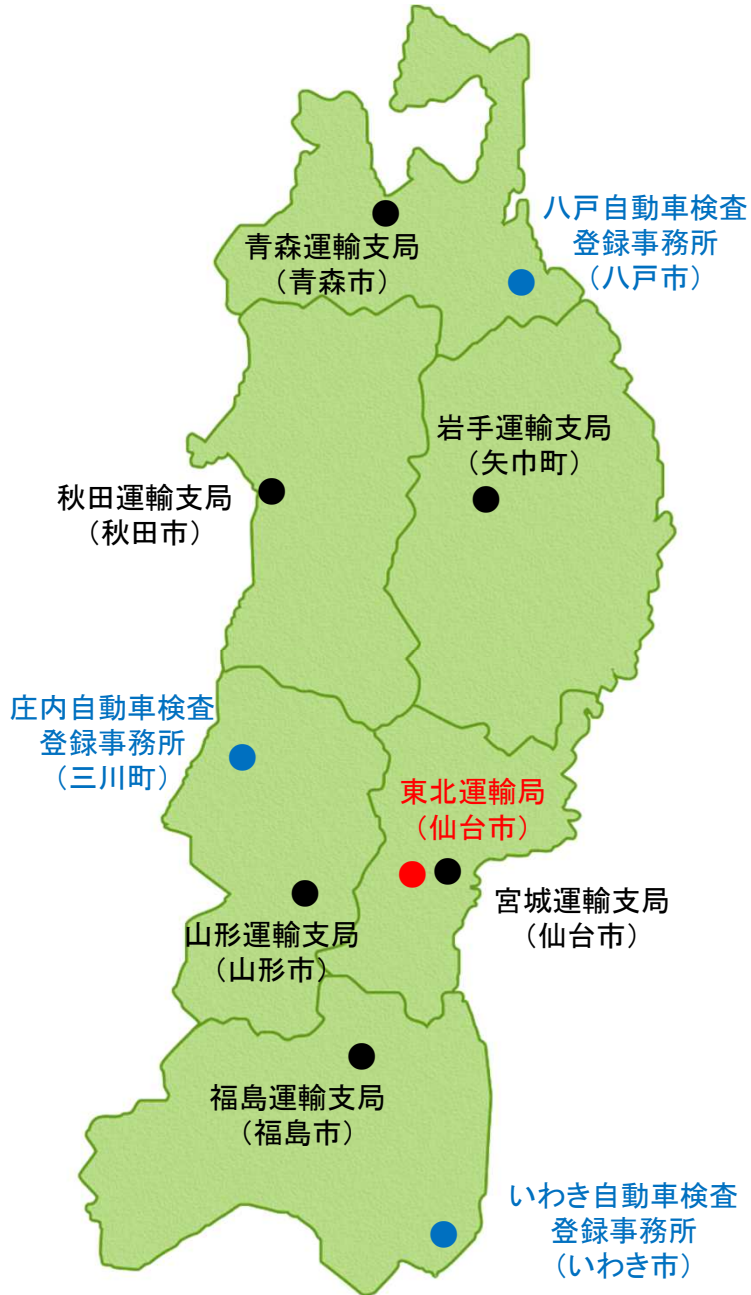 八戸自動車検査
登録事務所
（八戸市）
青森運輸支局
（青森市）
岩手運輸支局
（矢巾町）
秋田運輸支局
（秋田市）
庄内自動車検査
登録事務所
（三川町）
東北運輸局
（仙台市）
宮城運輸支局
（仙台市）
山形運輸支局
（山形市）
福島運輸支局
（福島市）
いわき自動車検査
登録事務所
（いわき市）